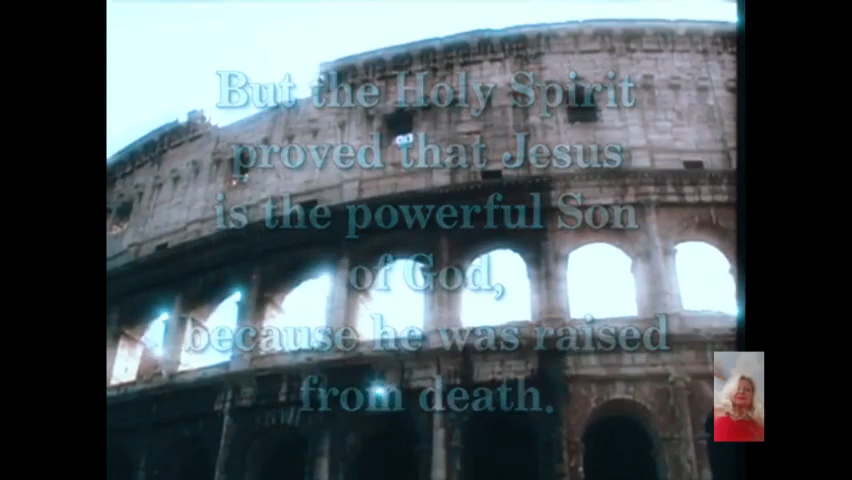 But the Holy Spirit
proved that Jesus
is the powerful Son
of God,
because he was raised
from death.